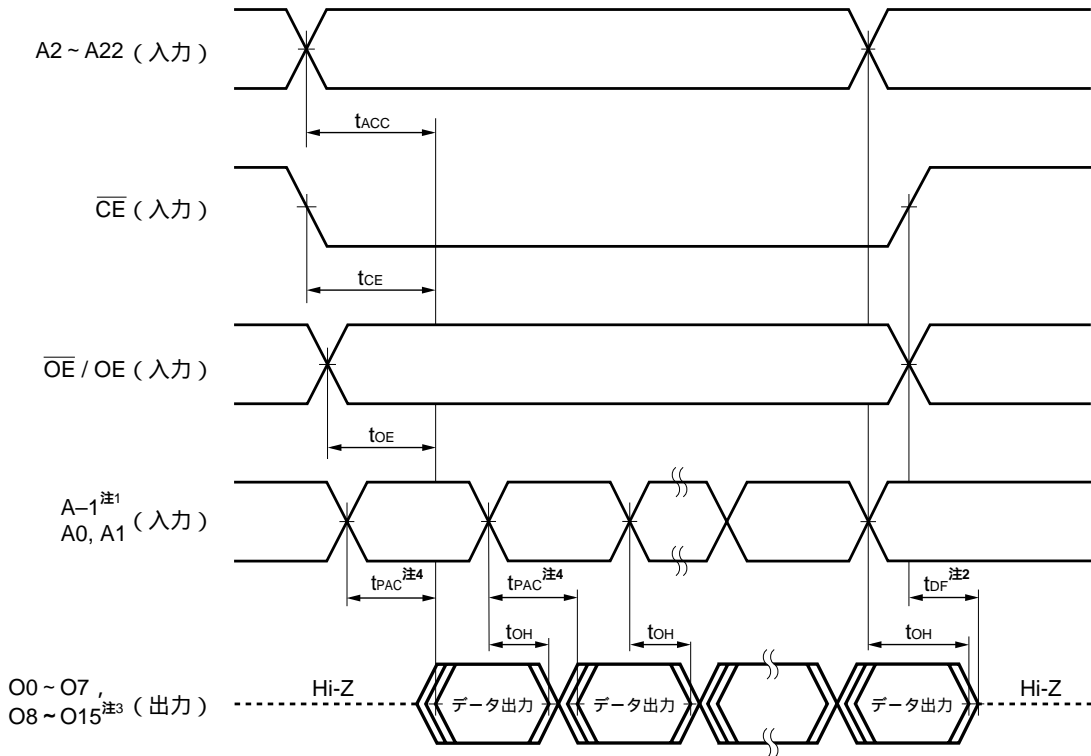 A2 ~ A22 ( 入力 )
tACC
CE ( 入力 )
tCE
OE / OE ( 入力 )
tOE
A–1注1
A0, A1 ( 入力 )
tPAC注4 tPAC注4 tDF注2
tOH tOH tOH
O0 ~ O7 ,
O8 ~ O15注3 ( 出力 )
Hi-Z データ出力 データ出力 データ出力 Hi-Z